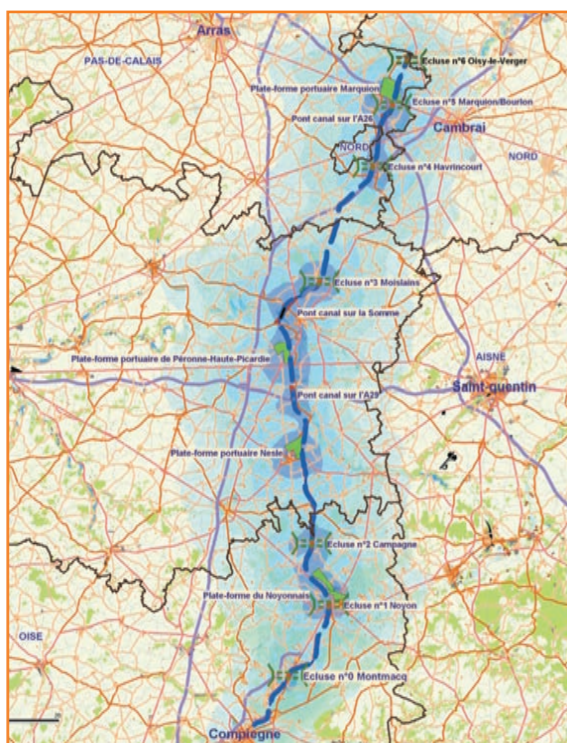 Arras
PAS-DE-CALAIS
Ecluse n°6 Oisy-le-Verger
Plate-forme portuaire Marquion
Ecluse n°5 Marquion/Bourlon
Pont canal sur l'A26
Cambrai
NORD
NORD
Ecluse n°4 Havrincourt
Ecluse n°3 Moislains
Pont canal sur la Somme
Plate-forme portuaire de Péronne-Haute-Picardie
AISNE
Saint-quentin
Pont canal sur l'A29
Plate-forme portuaire Nesle
Ecluse n°2 Campagne
Plate-forme du Noyonnais
Ecluse n°1 Noyon
OISE
Ecluse n°0 Montmacq
Compiègne